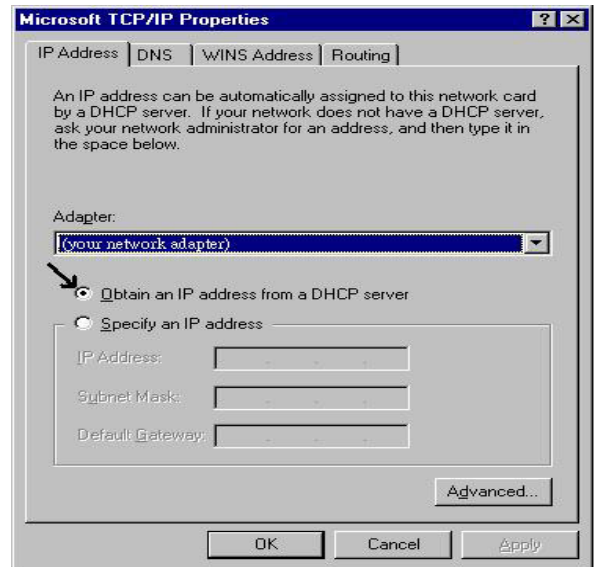 Microsoft TCP/IP Properties
IP Address DNS WINS Address Routing
An IP address can be automatically assigned to this network card
by a DHCP server. If your network does not have a DHCP server,
ask your network administrator for an address, and then type it in
the space below.
Adapter:
(your network adapter)
Obtain an IP address from a DHCP server
Specify an IP address
IP Address:
Subnet Mask:
Default Gateway:
Advanced...
OK Cancel Apply